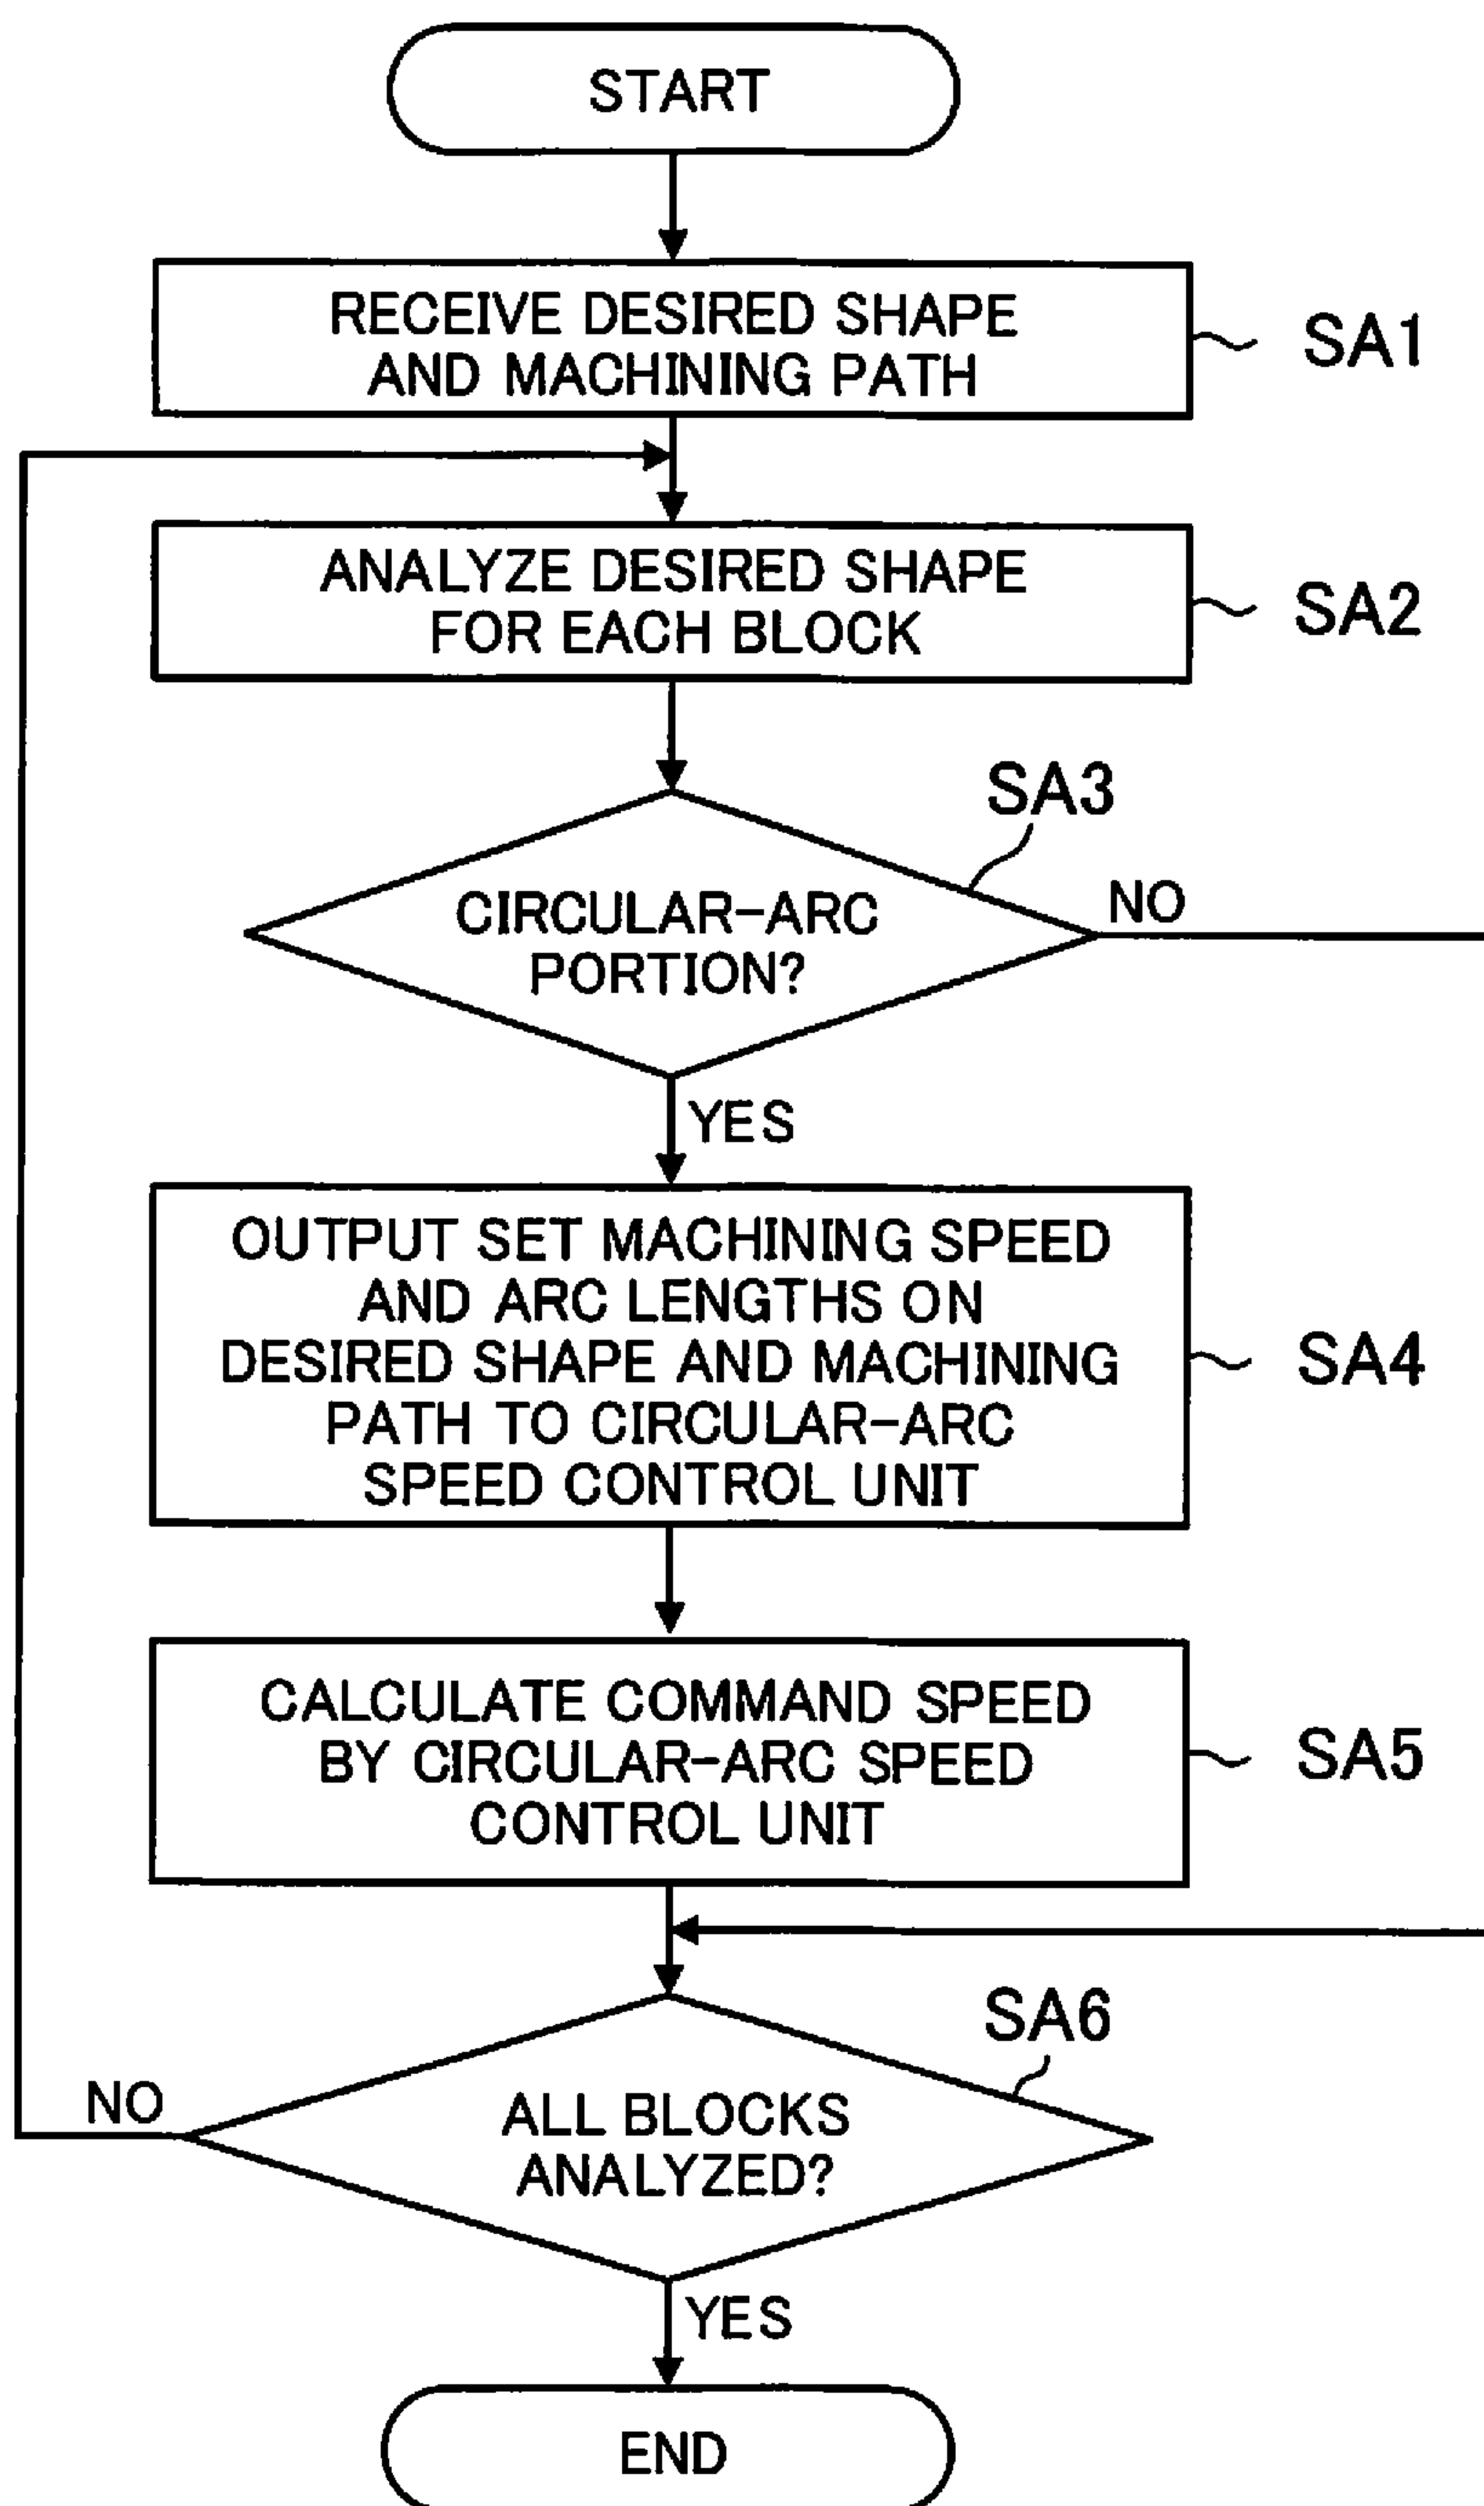 START
RECEIVE DESIRED SHAPE
AND MACHINING PATH
SA1
ANALYZE DESIRED SHAPE
FOR EACH BLOCK
SA2
SA3
CIRCULAR-ARC
PORTION?
NO
YES
OUTPUT SET MACHINING SPEED
AND ARC LENGTHS ON
DESIRED SHAPE AND MACHINING
PATH TO CIRCULAR-ARC
SPEED CONTROL UNIT
SA4
CALCULATE COMMAND SPEED
BY CIRCULAR-ARC SPEED
CONTROL UNIT
SA5
SA6
NO
ALL BLOCKS
ANALYZED?
YES
END